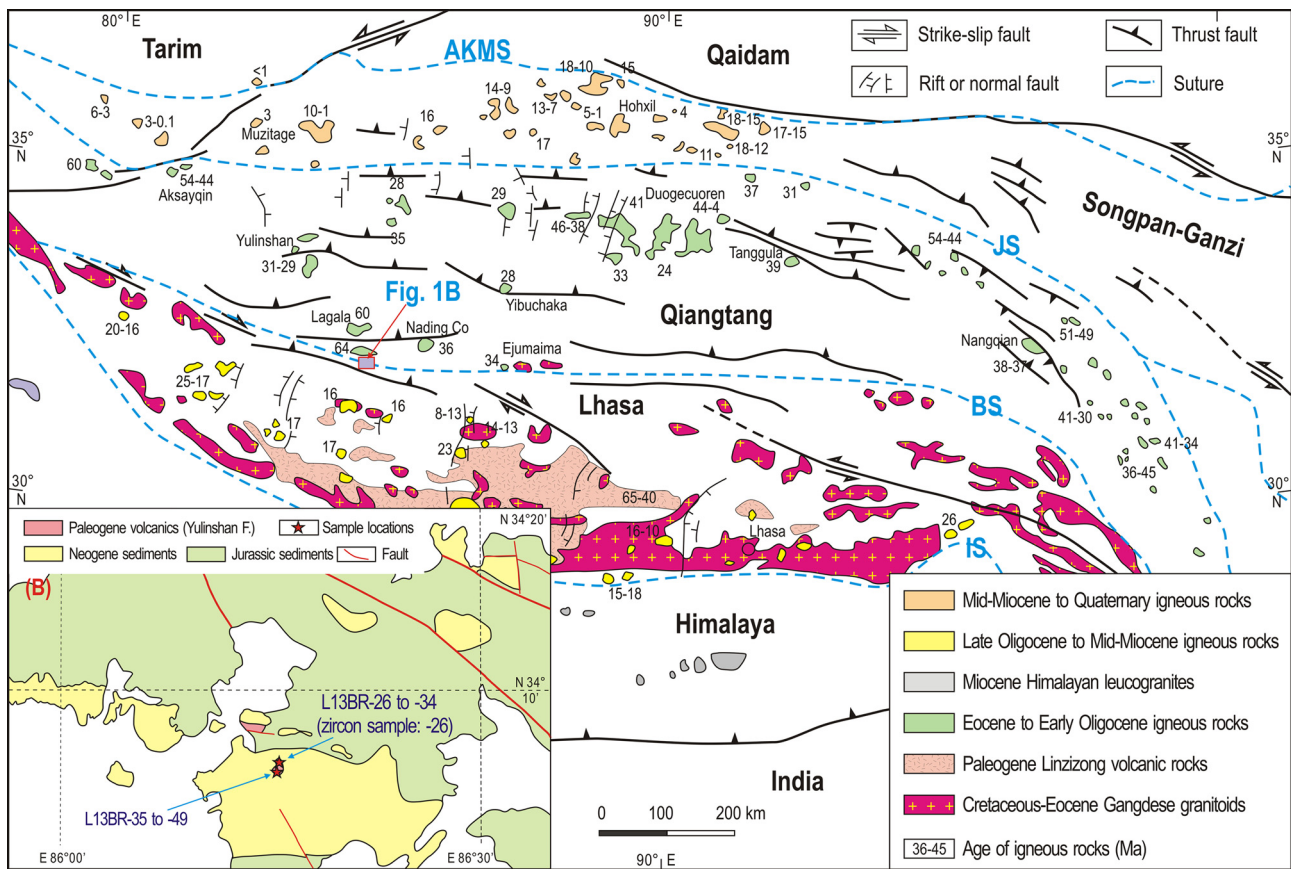 80° E
90° E
Tarim
AKMS
Qaidam
Strike-slip fault
Thrust fault
Rift or normal fault
Suture
<1
18-10
15
6-3
3-0.1
3
10-1
Muzitage
16
14-9
13-7
5-1
Hohxil
4
18-15
17-15
17
11
18-12
35°
N
35°
N
60
54-44
Aksayqin
28
29
37
31
Duogecuoren
41
44-4
46-38
35
Yulinshan
31-29
33
24
Tanggula
39
54-44
JS
Songpan-Ganzi
28
Yibuchaka
Fig. 1B
Qiangtang
Lagala
60
Nading Co
64
36
34
Ejumaima
51-49
Nangqian
38-37
20-16
25-17
16
16
17
17
8-13
14-13
23
Lhasa
BS
41-30
41-34
36-45
65-40
16-10
Lhasa
26
IS
15-18
30°
N
30°
N
Himalaya
India
0 100 200 km
90° E
Paleogene volcanics (Yulinshan F.)
Sample locations
Neogene sediments
Jurassic sediments
Fault
(B)
N 34°20'
N 34°
10'
L13BR-26 to -34
(zircon sample: -26)
L13BR-35 to -49
E 86°00'
E 86°30'
Mid-Miocene to Quaternary igneous rocks
Late Oligocene to Mid-Miocene igneous rocks
Miocene Himalayan leucogranites
Eocene to Early Oligocene igneous rocks
Paleogene Linzizong volcanic rocks
Cretaceous-Eocene Gangdese granitoids
36-45
Age of igneous rocks (Ma)